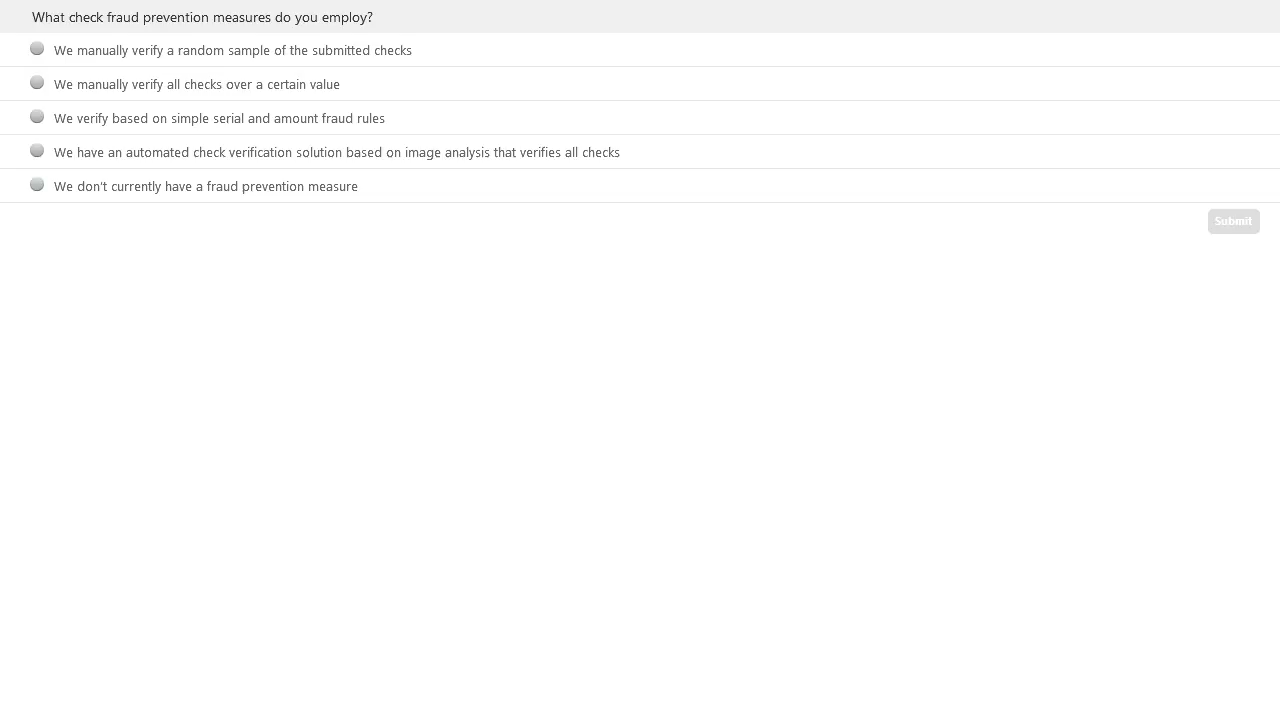 What check fraud prevention measures do you employ?
We manually verify a random sample of the submitted checks
We manually verify all checks over a certain value
We verify based on simple serial and amount fraud rules
We have an automated check verification solution based on image analysis that verifies all checks
We don't currently have a fraud prevention measure
Submit